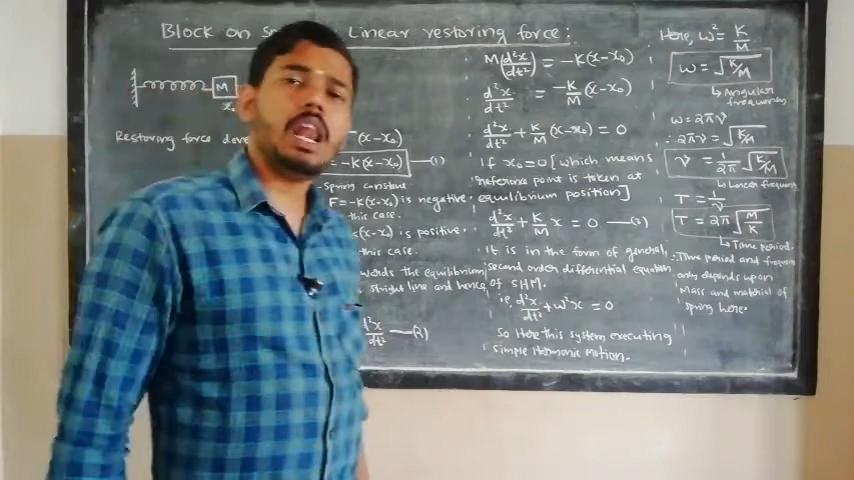 Block on Linear restoring force:
M
Restoring force
(x-x₀)
= -K(x-x₀) —(1)
-spring constant
F=-K(x-x₀) is negative.
this case.
(x-x₀) is positive.
this case.
the equilibrium
line and hence
d²x/dt² —(2)
M(d²x/dt²) = -K(x-x₀)
d²x/dt² = -K/M (x-x₀)
d²x/dt² + K/M (x-x₀) = 0
if x₀=0 [which means
reference point is taken at
equilibrium position]
d²x/dt² + K/M x = 0 —(3)
it is in the form of general
second order differential equation
of SHM.
i.e. d²x/dt² + ω²x = 0
So Here this system executing
Simple Harmonic Motion.
Here, ω² = K/M
ω = √K/M
↳ Angular
frequency
ω = 2πν
∴ 2πν = √K/M
ν = 1/2π √K/M
↳ Linear frequency
T = 1/ν
T = 2π √M/K
↳ Time period.
∴ Time period and frequency
only depends upon
Mass and material of
spring here.